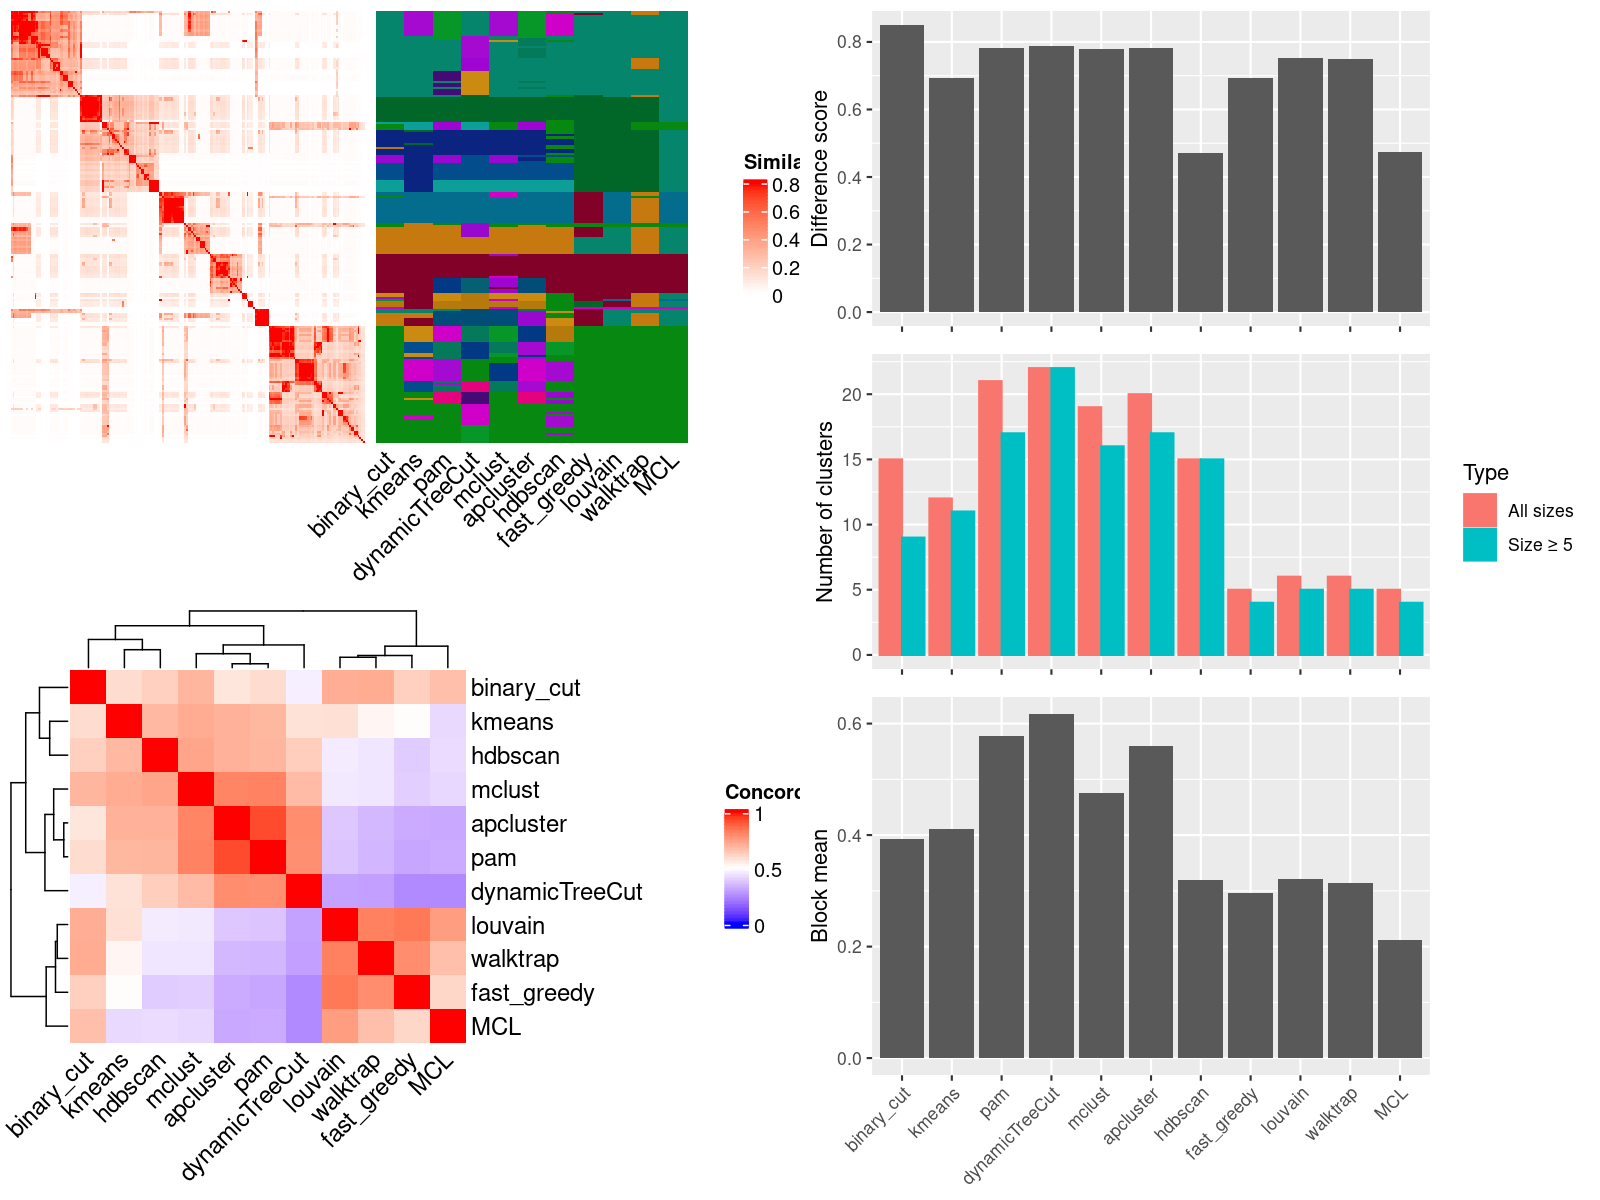 Simila
0.8
0.6
0.4
0.2
0
binary_cut
kmeans
pam
dynamicTreeCut
mclust
apcluster
hdbscan
fast_greedy
louvain
walktrap
MCL
binary_cut
kmeans
hdbscan
mclust
apcluster
pam
dynamicTreeCut
louvain
walktrap
fast_greedy
MCL
binary_cut
kmeans
hdbscan
mclust
apcluster
pam
dynamicTreeCut
louvain
walktrap
fast_greedy
MCL
Concord
1
0.5
0
Difference score
0.8
0.6
0.4
0.2
0.0
Number of clusters
20
15
10
5
0
Type
All sizes
Size ≥ 5
Block mean
0.6
0.4
0.2
0.0
binary_cut
kmeans
pam
dynamicTreeCut
mclust
apcluster
hdbscan
fast_greedy
louvain
walktrap
MCL